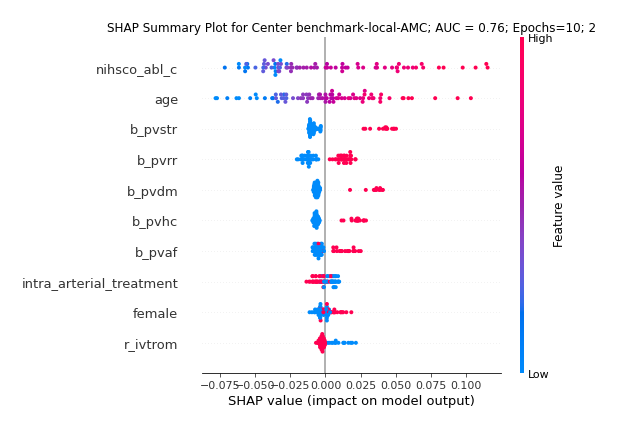 SHAP Summary Plot for Center benchmark-local-AMC; AUC = 0.76; Epochs=10; 2
High
nihsco_abl_c
age
b_pvstr
b_pvrr
b_pvdm
b_pvhc
b_pvaf
intra_arterial_treatment
female
r_ivtrom
Feature value
Low
−0.075 −0.050 −0.025 0.000 0.025 0.050 0.075 0.100
SHAP value (impact on model output)